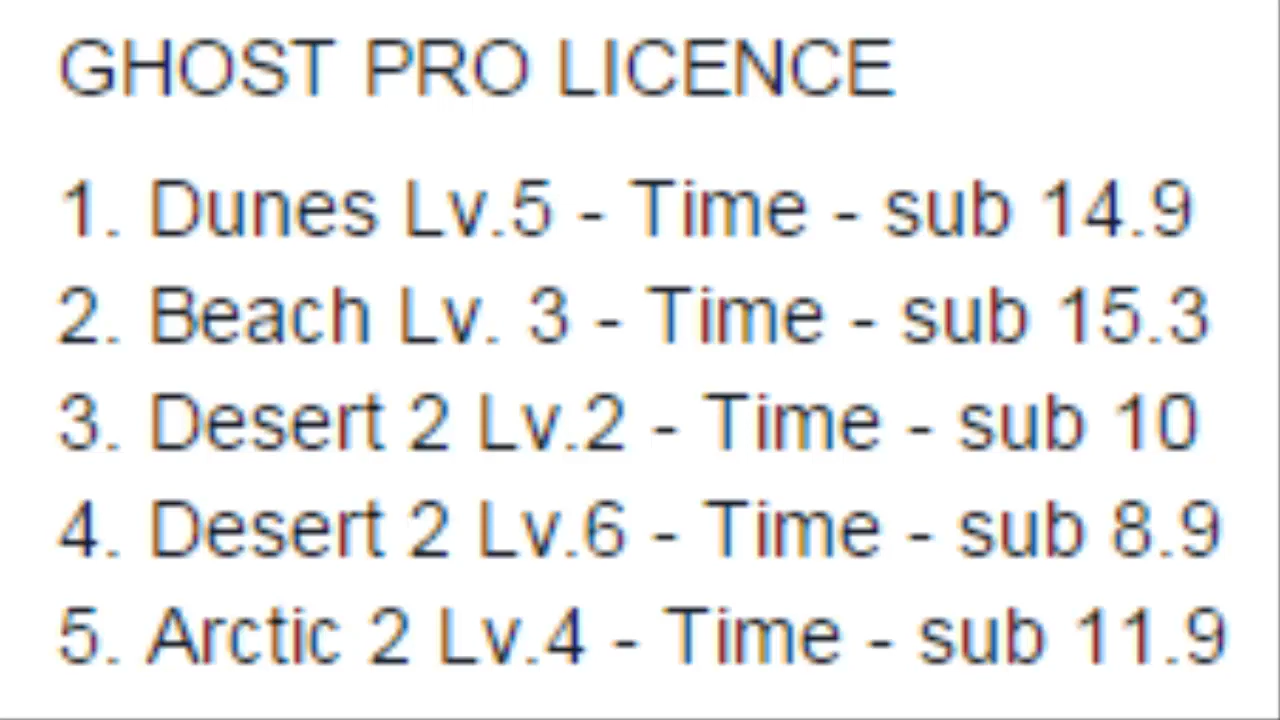 GHOST PRO LICENCE
1. Dunes Lv.5 - Time - sub 14.9
2. Beach Lv. 3 - Time - sub 15.3
3. Desert 2 Lv.2 - Time - sub 10
4. Desert 2 Lv.6 - Time - sub 8.9
5. Arctic 2 Lv.4 - Time - sub 11.9